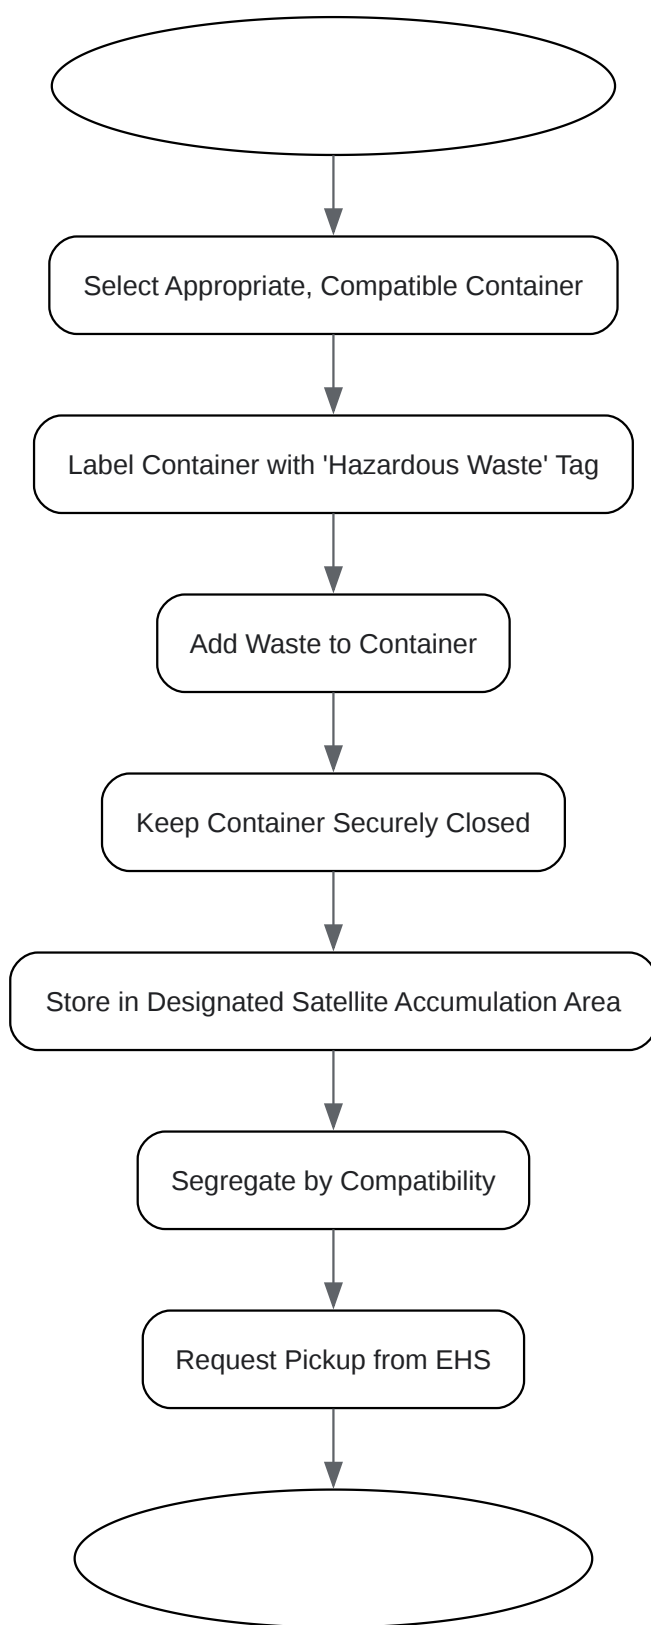 Select Appropriate, Compatible Container
Label Container with 'Hazardous Waste' Tag
Add Waste to Container
Keep Container Securely Closed
Store in Designated Satellite Accumulation Area
Segregate by Compatibility
Request Pickup from EHS